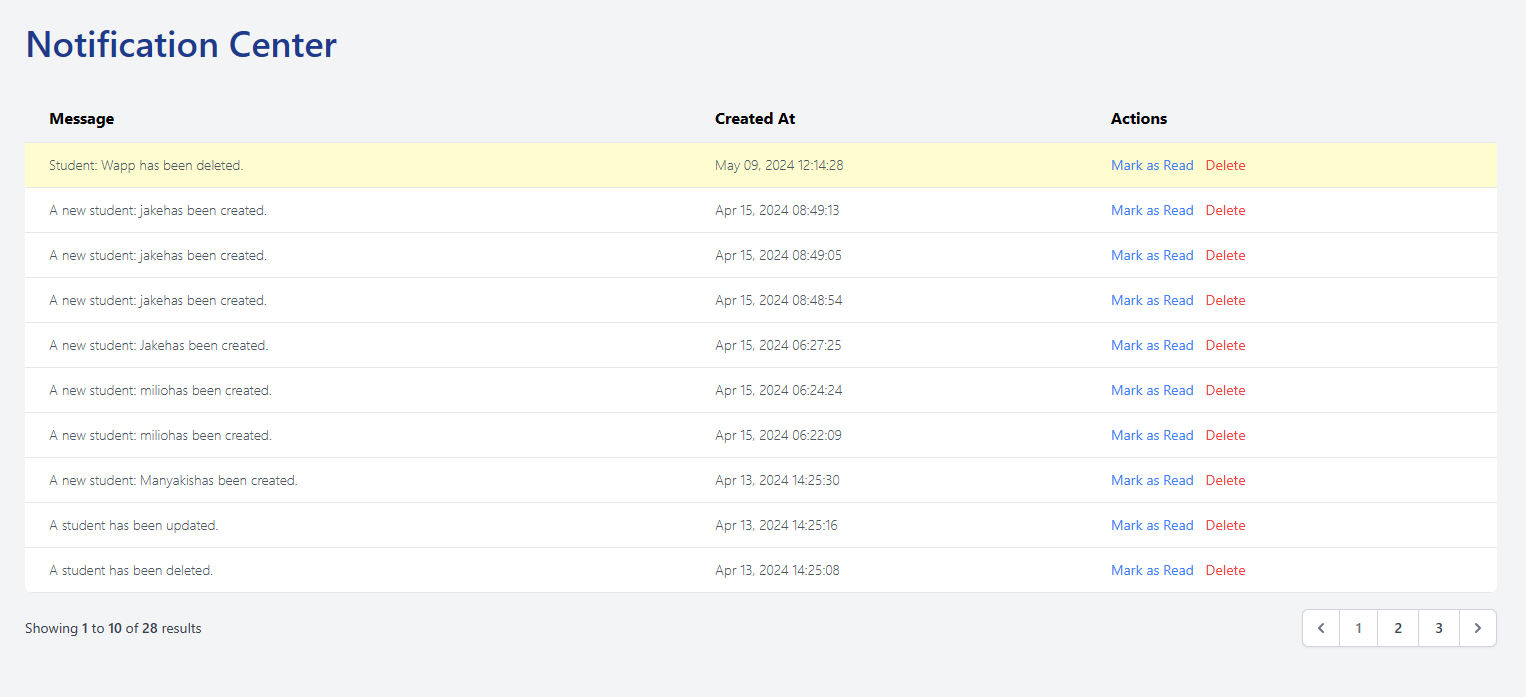 Notification Center
Message Created At Actions
Student: Wapp has been deleted. May 09, 2024 12:14:28 Mark as Read Delete
A new student: jakehas been created. Apr 15, 2024 08:49:13 Mark as Read Delete
A new student: jakehas been created. Apr 15, 2024 08:49:05 Mark as Read Delete
A new student: jakehas been created. Apr 15, 2024 08:48:54 Mark as Read Delete
A new student: Jakehas been created. Apr 15, 2024 06:27:25 Mark as Read Delete
A new student: miliohas been created. Apr 15, 2024 06:24:24 Mark as Read Delete
A new student: miliohas been created. Apr 15, 2024 06:22:09 Mark as Read Delete
A new student: Manyakishas been created. Apr 13, 2024 14:25:30 Mark as Read Delete
A student has been updated. Apr 13, 2024 14:25:16 Mark as Read Delete
A student has been deleted. Apr 13, 2024 14:25:08 Mark as Read Delete
Showing 1 to 10 of 28 results 1 2 3